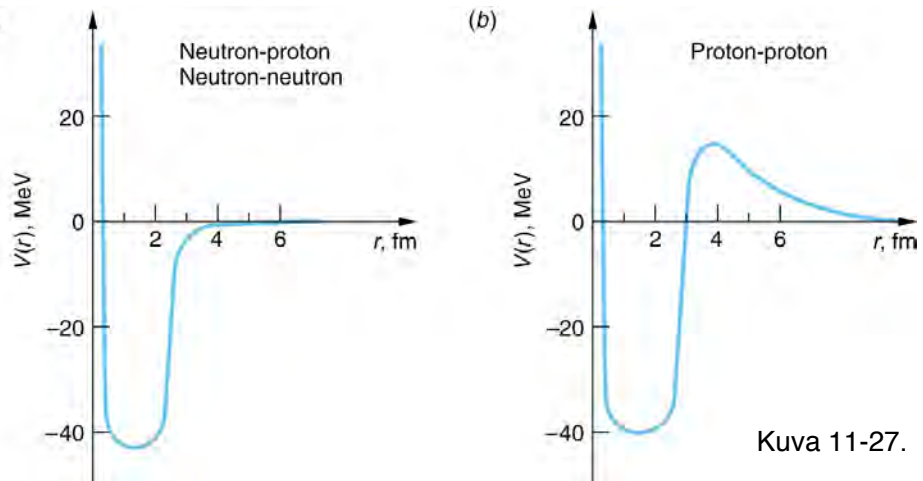 Neutron-proton
Neutron-neutron
20
0
−20
−40
2
4
6
r, fm
V(r), MeV
(b)
Proton-proton
20
0
−20
−40
2
4
6
r, fm
V(r), MeV
Kuva 11-27.